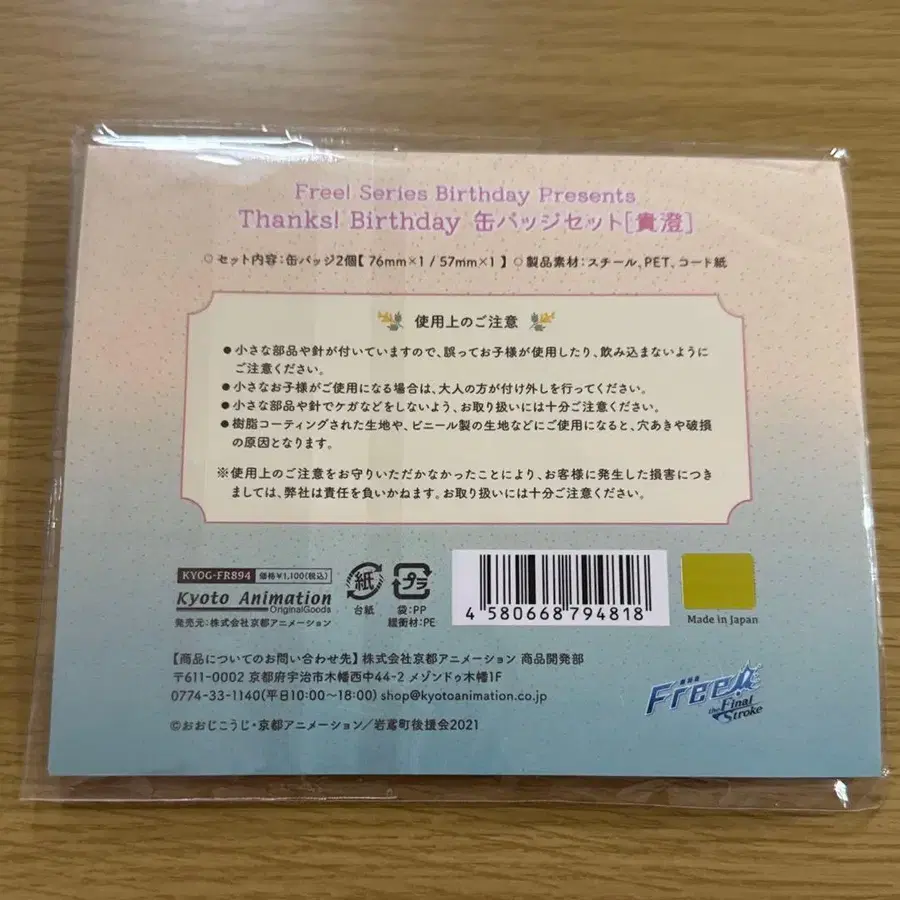 Free! Series Birthday Presents
Thanks! Birthday 缶バッジセット[貴澄]
○ セット内容：缶バッジ2個【 76mm×1 / 57mm×1 】○ 製品素材：スチール、PET、コード紙
使用上のご注意
●小さな部品や針が付いていますので、誤ってお子様が使用したり、飲み込まないように
ご注意ください。
●小さなお子様がご使用になる場合は、大人の方が付け外しを行ってください。
●小さな部品や針でケガなどをしないよう、お取り扱いには十分ご注意ください。
●樹脂コーティングされた生地や、ビニール製の生地などにご使用になると、穴あきや破損
の原因となります。
※使用上のご注意をお守りいただかなかったことにより、お客様に発生した損害につき
ましては、弊社は責任を負いかねます。お取り扱いには十分ご注意ください。
KYOG-FR894 価格¥1,100(税込)
Kyoto Animation
OriginalGoods
発売元：株式会社京都アニメーション
紙
台紙
プラ
袋：PP
緩衝材：PE
4 580668 794818
Made in Japan
【商品についてのお問い合わせ先】株式会社京都アニメーション 商品開発部
〒611-0002 京都府宇治市木幡西中44-2 メゾンドゥ木幡1F
0774-33-1140(平日10:00〜18:00) shop@kyotoanimation.co.jp
©おおじこうじ・京都アニメーション／岩鳶町後援会2021
劇場版
Free!
the Final
Stroke